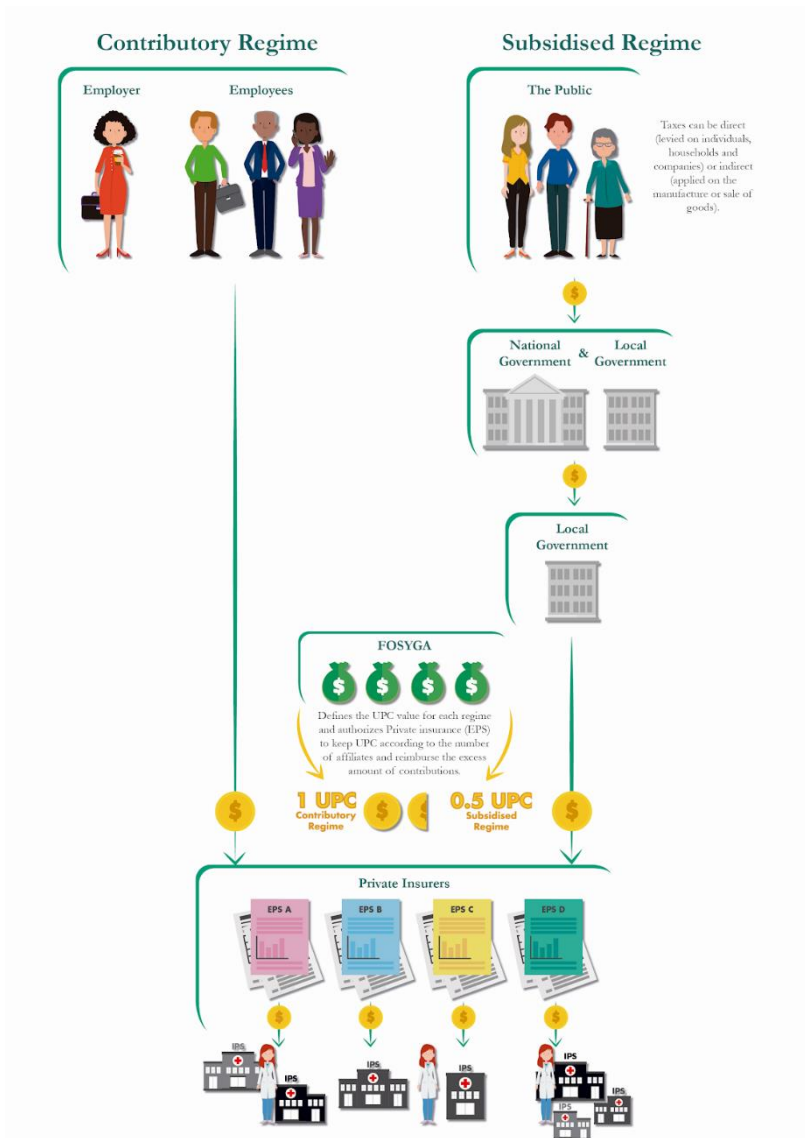 Contributory Regime
Employer
Employees
Subsidised Regime
The Public
Taxes can be direct
(levied on individuals,
households and
companies) or indirect
(applied on the
manufacture or sale of
goods).
$
National
Government
&
Local
Government
$
Local
Government
FOSYGA
$
$
$
$
Defines the UPC value for each regime
and authorizes Private insurance (EPS)
to keep UPC according to the number
of affiliates and reimburse the excess
amount of contributions.
$
1 UPC
Contributory
Regime
$
$
0.5 UPC
Subsidised
Regime
$
Private Insurers
EPS A
EPS B
EPS C
EPS D
$
$
$
$
IPS
IPS
IPS
IPS
IPS
IPS
IPS